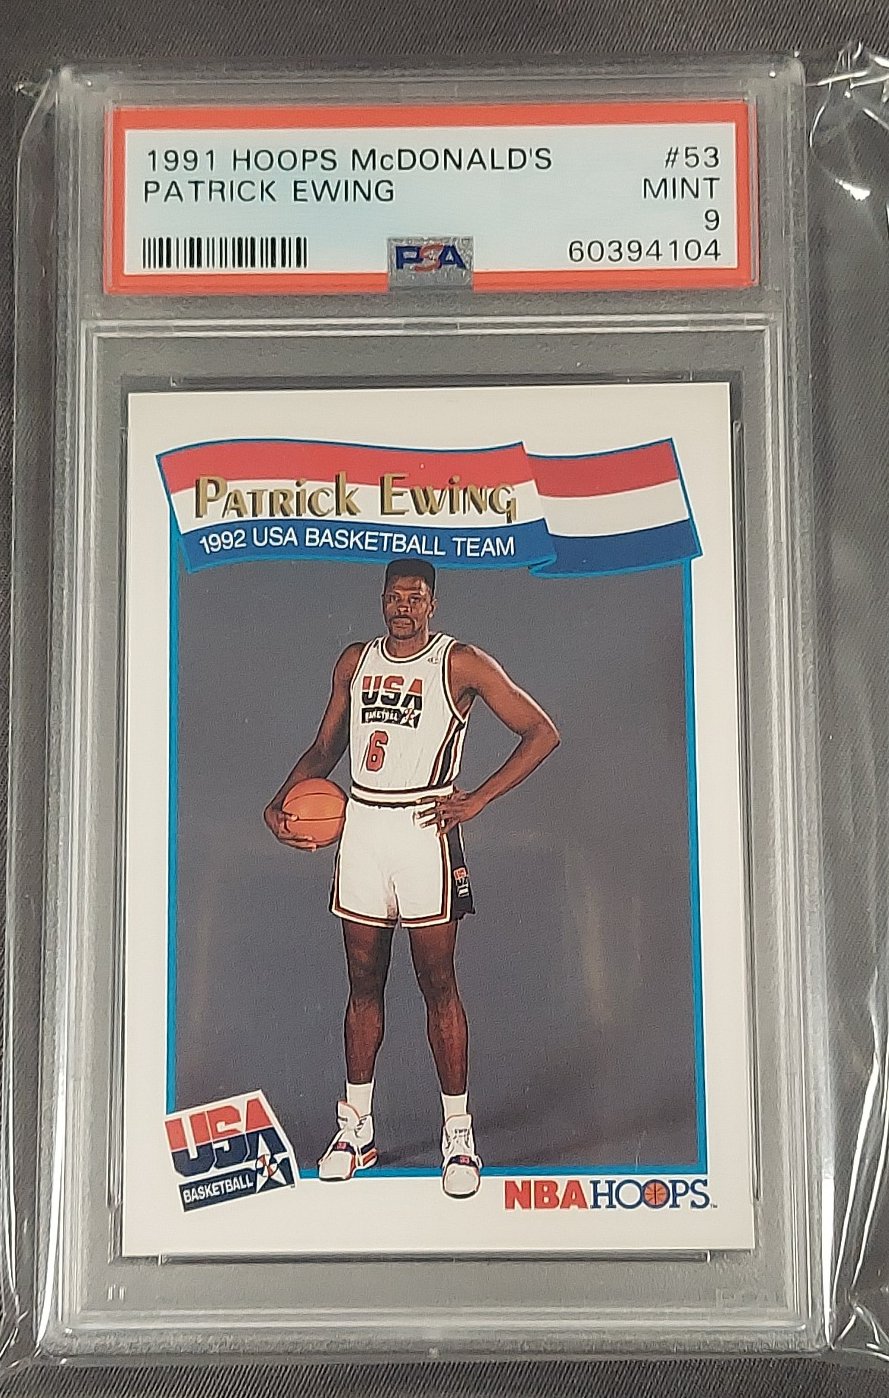 1991 HOOPS McDONALD'S #53
PATRICK EWING MINT
9
60394104
PSA
PATRICK EWING
1992 USA BASKETBALL TEAM
USA
BASKETBALL
6
USA
USA
BASKETBALL
NBA HOOPS